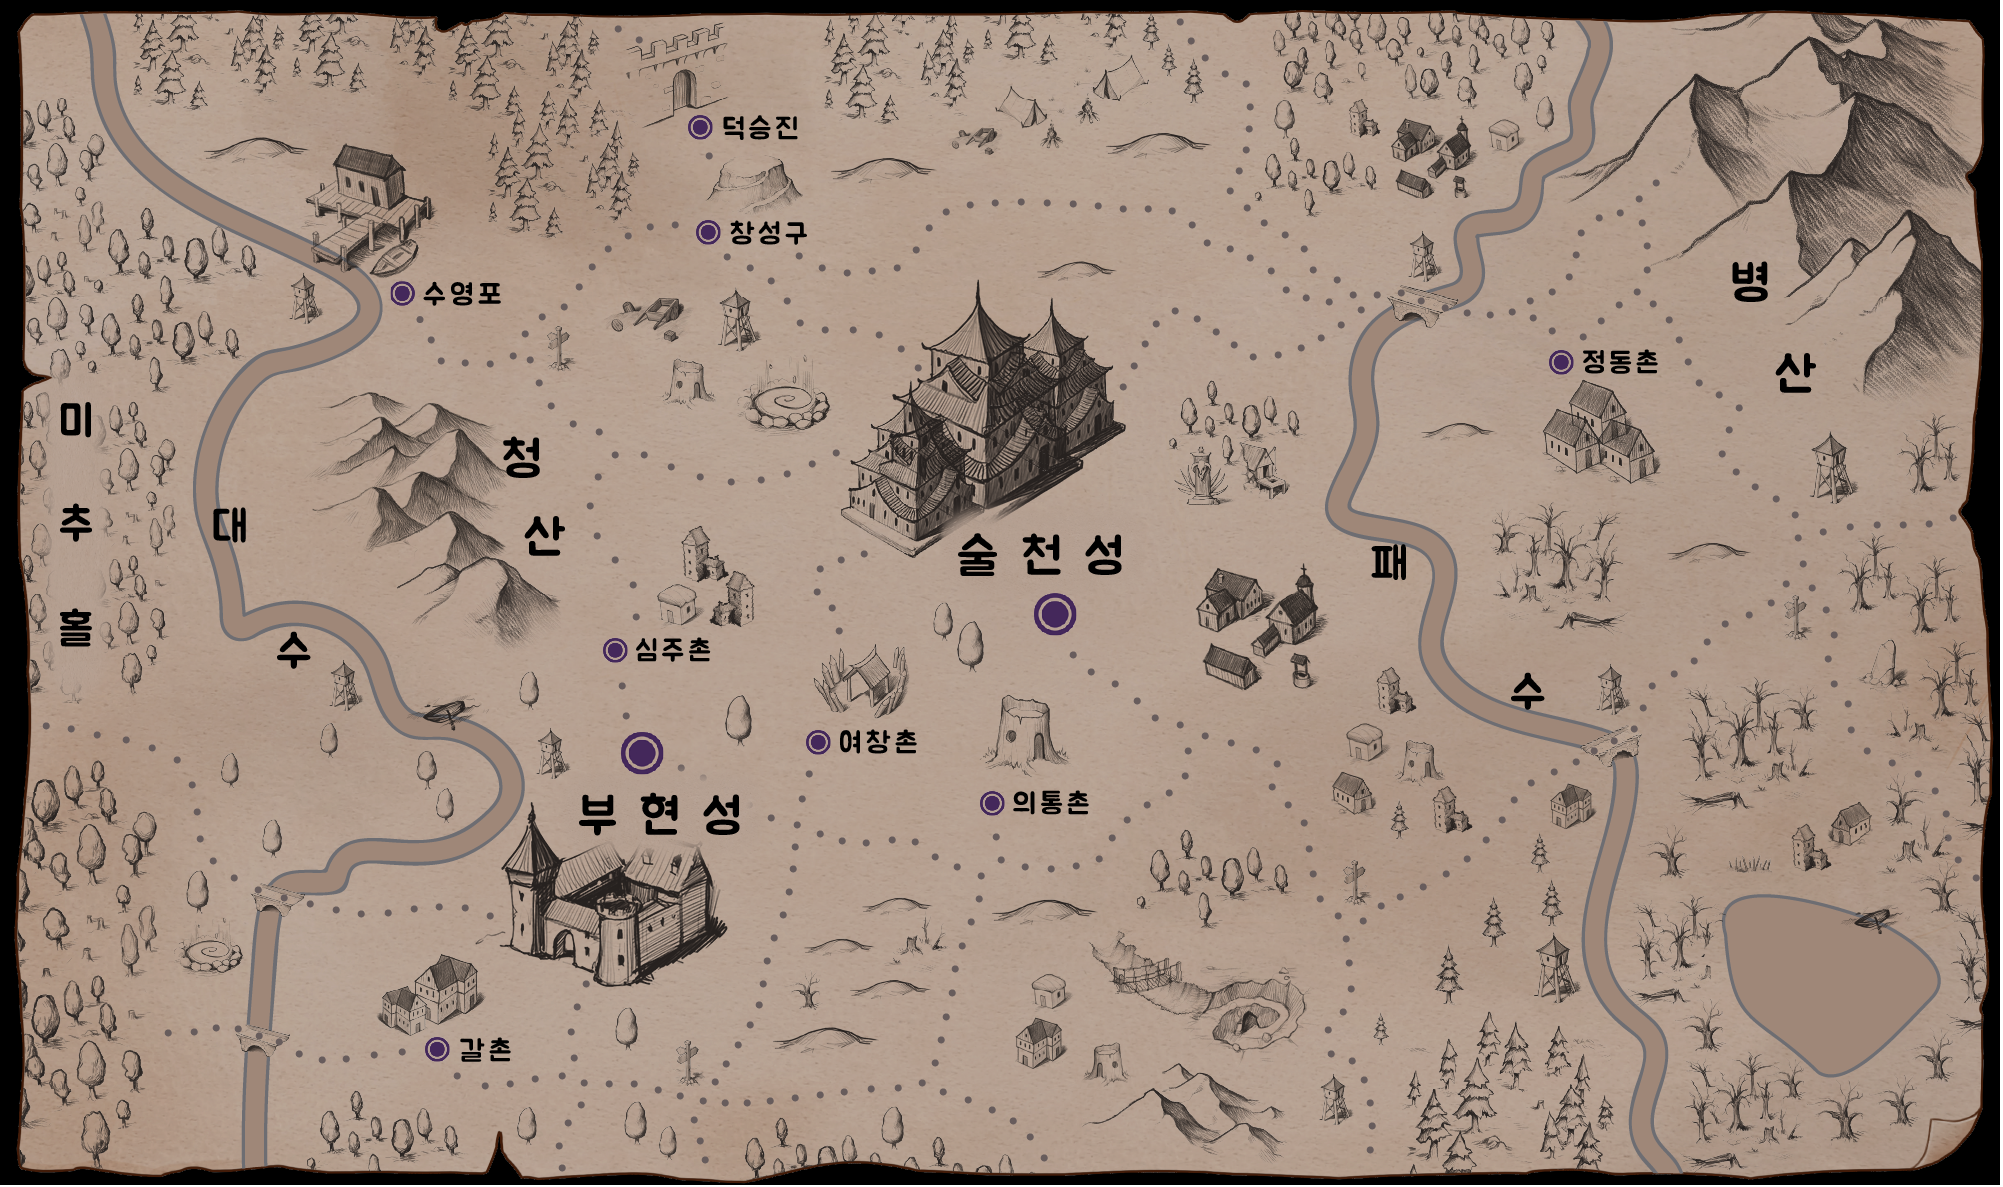 덕승진
창성구
수영포
병산
정동촌
미추홀
청산
대수
술천성
패수
심주촌
여창촌
의통촌
부현성
갈촌